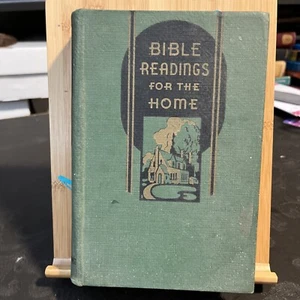 BIBLE
READINGS
FOR THE
HOME